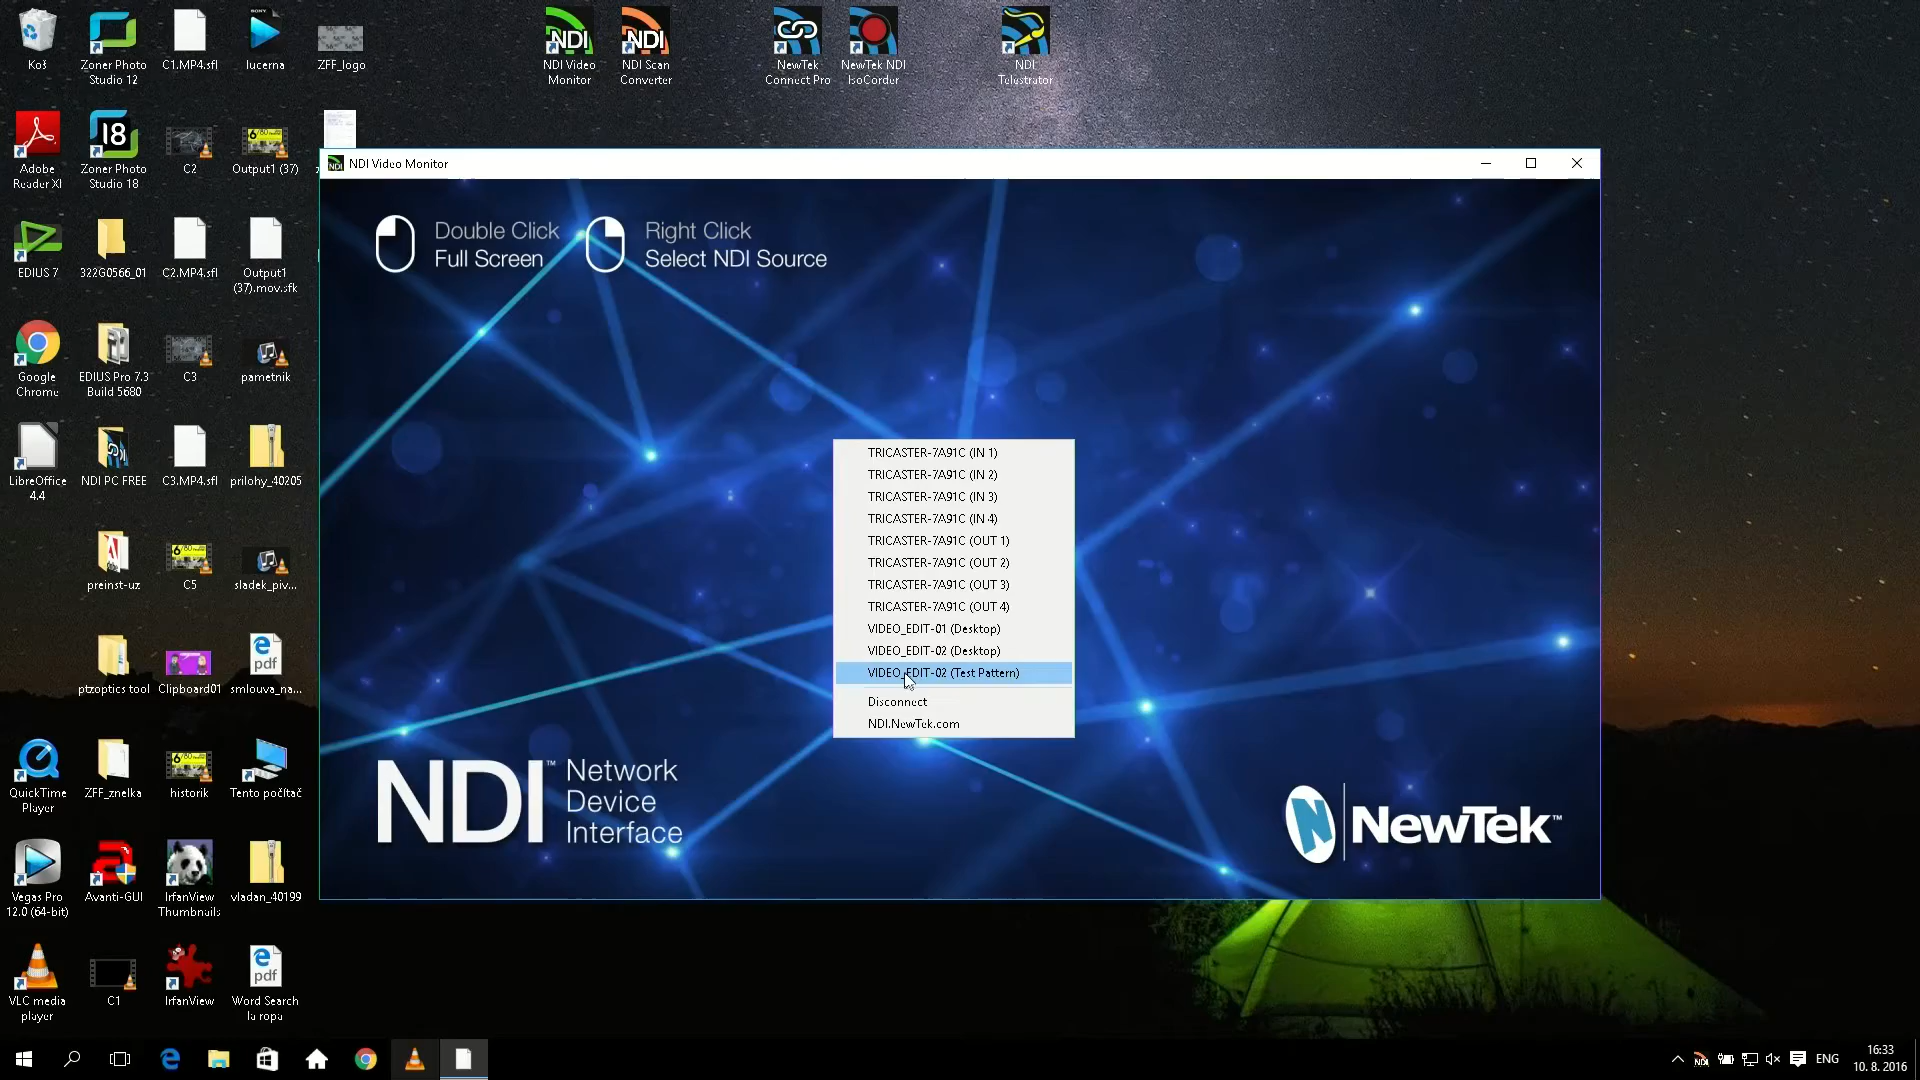 Koš
Zoner Photo
Studio 12
C1.MP4.sfl
lucerna
ZFF_logo
NDI Video
Monitor
NDI Scan
Converter
NewTek
Connect Pro
NewTek NDI
IsoCorder
NDI
Telestrator
Adobe
Reader XI
Zoner Photo
Studio 18
C2
Output1 (37)
EDIUS 7
322G0566_01
C2.MP4.sfl
Output1
(37).mov.sfk
Google
Chrome
EDIUS Pro 7.3
Build 5680
C3
pametnik
LibreOffice
4.4
NDI PC FREE
C3.MP4.sfl
prilohy_40205
preinst-uz
C5
sladek_piv...
ptzoptics tool
Clipboard01
smlouva_na...
QuickTime
Player
ZFF_znelka
historik
Tento počítač
Vegas Pro
12.0 (64-bit)
Avanti-GUI
IrfanView
Thumbnails
vladan_40199
VLC media
player
C1
IrfanView
Word Search
la ropa
NDI Video Monitor
Double Click
Full Screen
Right Click
Select NDI Source
TRICASTER-7A91C (IN 1)
TRICASTER-7A91C (IN 2)
TRICASTER-7A91C (IN 3)
TRICASTER-7A91C (IN 4)
TRICASTER-7A91C (OUT 1)
TRICASTER-7A91C (OUT 2)
TRICASTER-7A91C (OUT 3)
TRICASTER-7A91C (OUT 4)
VIDEO_EDIT-01 (Desktop)
VIDEO_EDIT-02 (Desktop)
VIDEO_EDIT-02 (Test Pattern)
Disconnect
NDI.NewTek.com
NDI™ Network
Device
Interface
NewTek™
ENG
16:33
10. 8. 2016